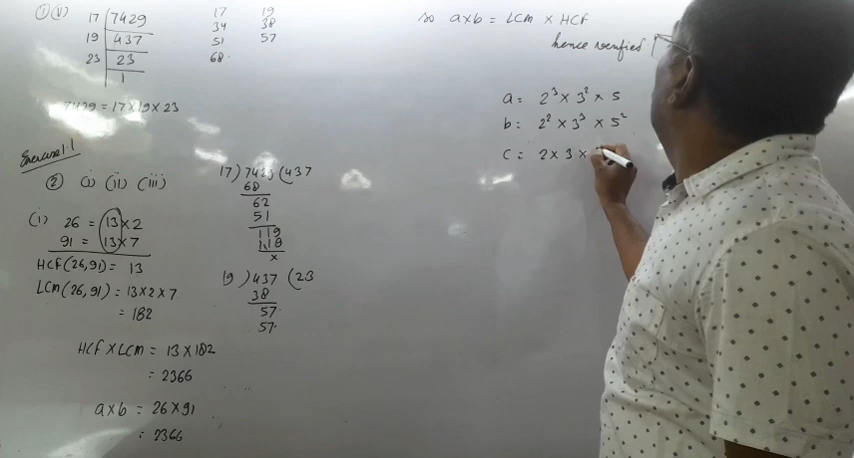 ① (V)
17 | 7429
19 | 437
23 | 23
1
7429 = 17 × 19 × 23
17 19
34 38
51 57
68.
Exercise 1.1
② (i) (ii) (iii)
(i) 26 = 13 × 2
91 = 13 × 7
HCF (26, 91) = 13
LCM (26, 91) = 13 × 2 × 7
= 182
HCF × LCM = 13 × 182
= 2366
a × b = 26 × 91
= 2366
17 ) 7429 ( 437
68
62
51
119
119
×
19 ) 437 ( 23
38
57
57
so a × b = LCM × HCF
hence verified
a = 2³ × 3² × 5
b = 2² × 3³ × 5²
c = 2 × 3 ×